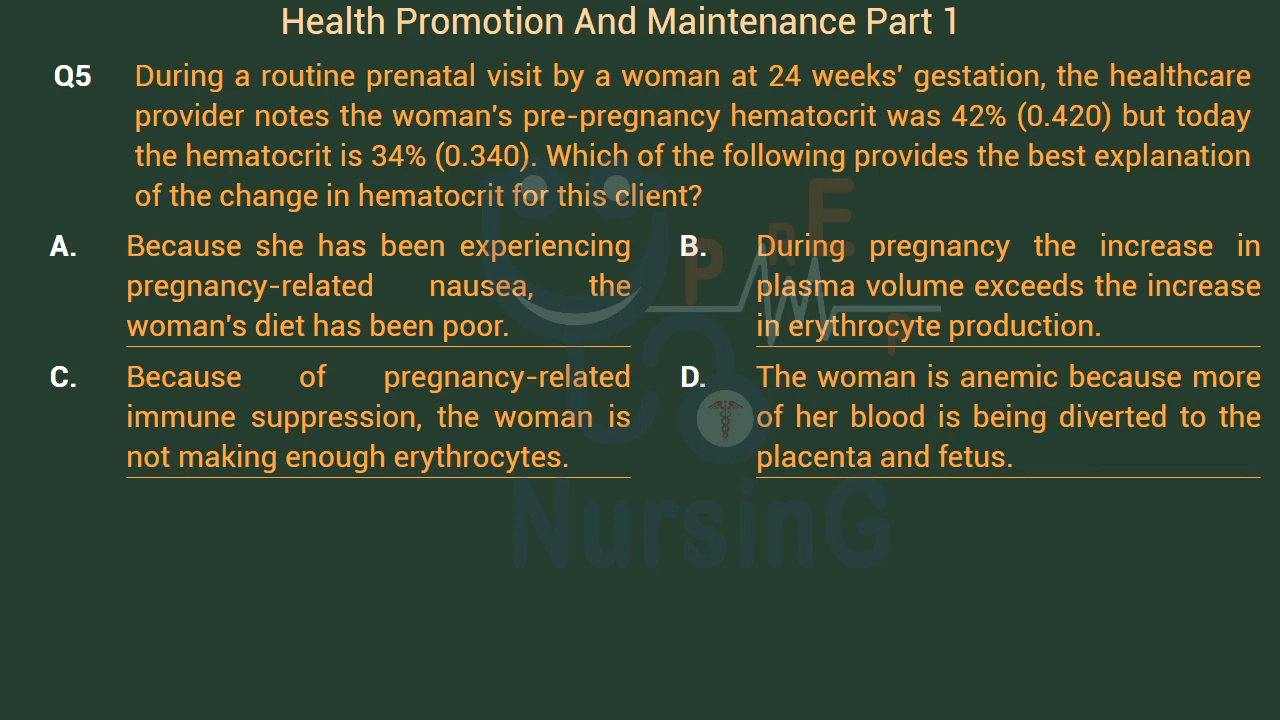 Health Promotion And Maintenance Part 1
Q5 During a routine prenatal visit by a woman at 24 weeks' gestation, the healthcare
provider notes the woman's pre-pregnancy hematocrit was 42% (0.420) but today
the hematocrit is 34% (0.340). Which of the following provides the best explanation
of the change in hematocrit for this client?
A. Because she has been experiencing
pregnancy-related nausea, the
woman's diet has been poor.
B. During pregnancy the increase in
plasma volume exceeds the increase
in erythrocyte production.
C. Because of pregnancy-related
immune suppression, the woman is
not making enough erythrocytes.
D. The woman is anemic because more
of her blood is being diverted to the
placenta and fetus.
P R E P
NursinG